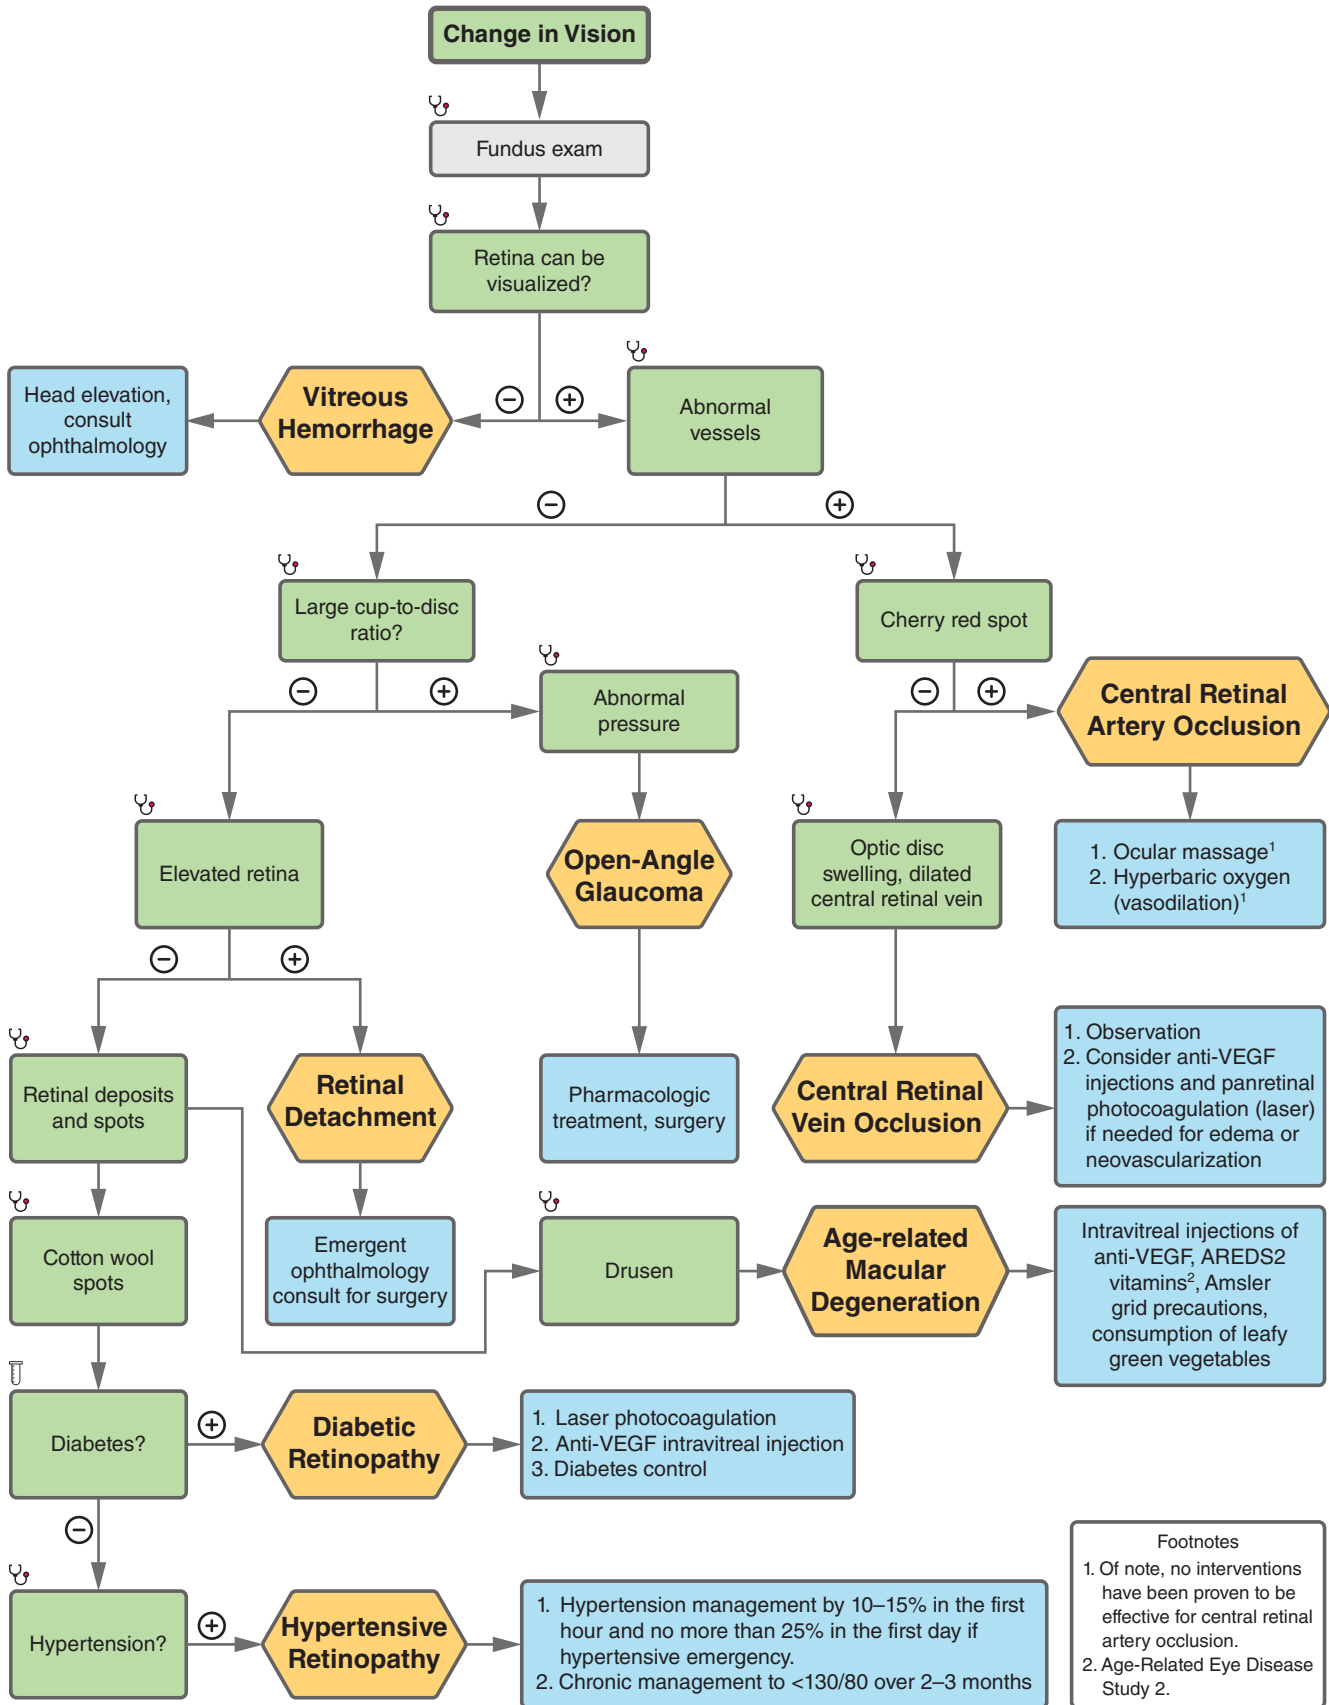 Change in Vision
Fundus exam
Retina can be
visualized?
Head elevation,
consult
ophthalmology
Vitreous
Hemorrhage
−
+
Abnormal
vessels
−
+
Large cup-to-disc
ratio?
Cherry red spot
−
+
Abnormal
pressure
−
+
Central Retinal
Artery Occlusion
Elevated retina
Open-Angle
Glaucoma
Optic disc
swelling, dilated
central retinal vein
1. Ocular massage¹
2. Hyperbaric oxygen
(vasodilation)¹
−
+
Retinal deposits
and spots
Retinal
Detachment
Pharmacologic
treatment, surgery
Central Retinal
Vein Occlusion
1. Observation
2. Consider anti-VEGF
injections and panretinal
photocoagulation (laser)
if needed for edema or
neovascularization
Cotton wool
spots
Emergent
ophthalmology
consult for surgery
Drusen
Age-related
Macular
Degeneration
Intravitreal injections of
anti-VEGF, AREDS2
vitamins², Amsler
grid precautions,
consumption of leafy
green vegetables
Diabetes?
+
Diabetic
Retinopathy
1. Laser photocoagulation
2. Anti-VEGF intravitreal injection
3. Diabetes control
−
Hypertension?
+
Hypertensive
Retinopathy
1. Hypertension management by 10–15% in the first
hour and no more than 25% in the first day if
hypertensive emergency.
2. Chronic management to <130/80 over 2–3 months
Footnotes
1. Of note, no interventions
have been proven to be
effective for central retinal
artery occlusion.
2. Age-Related Eye Disease
Study 2.